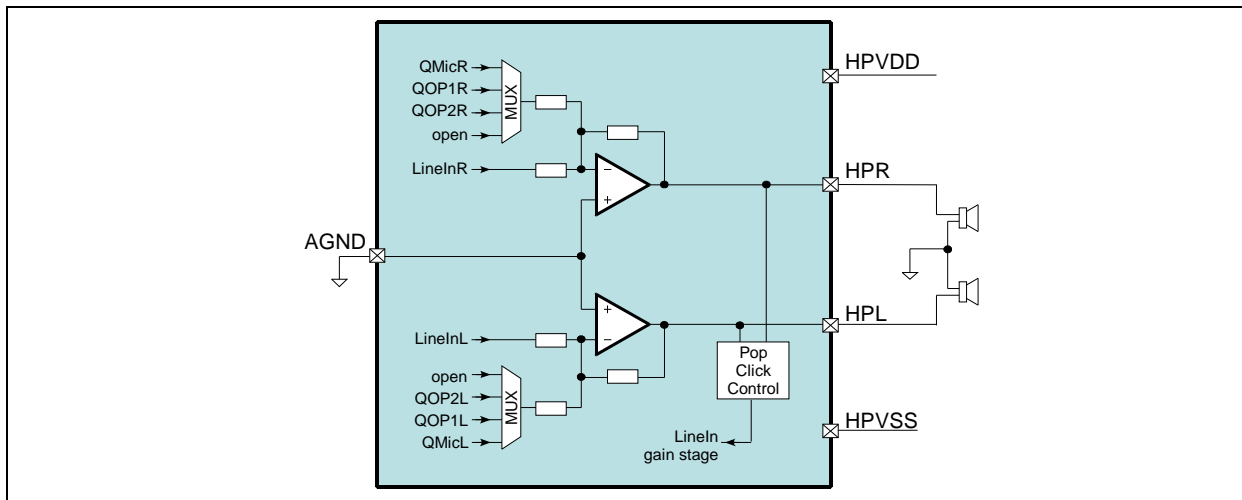 HPVDD
QMicR
QOP1R
QOP2R
open
MUX
LineInR
−
+
HPR
AGND
+
−
HPL
LineInL
Pop
Click
Control
open
QOP2L
QOP1L
QMicL
MUX
LineIn
gain stage
HPVSS